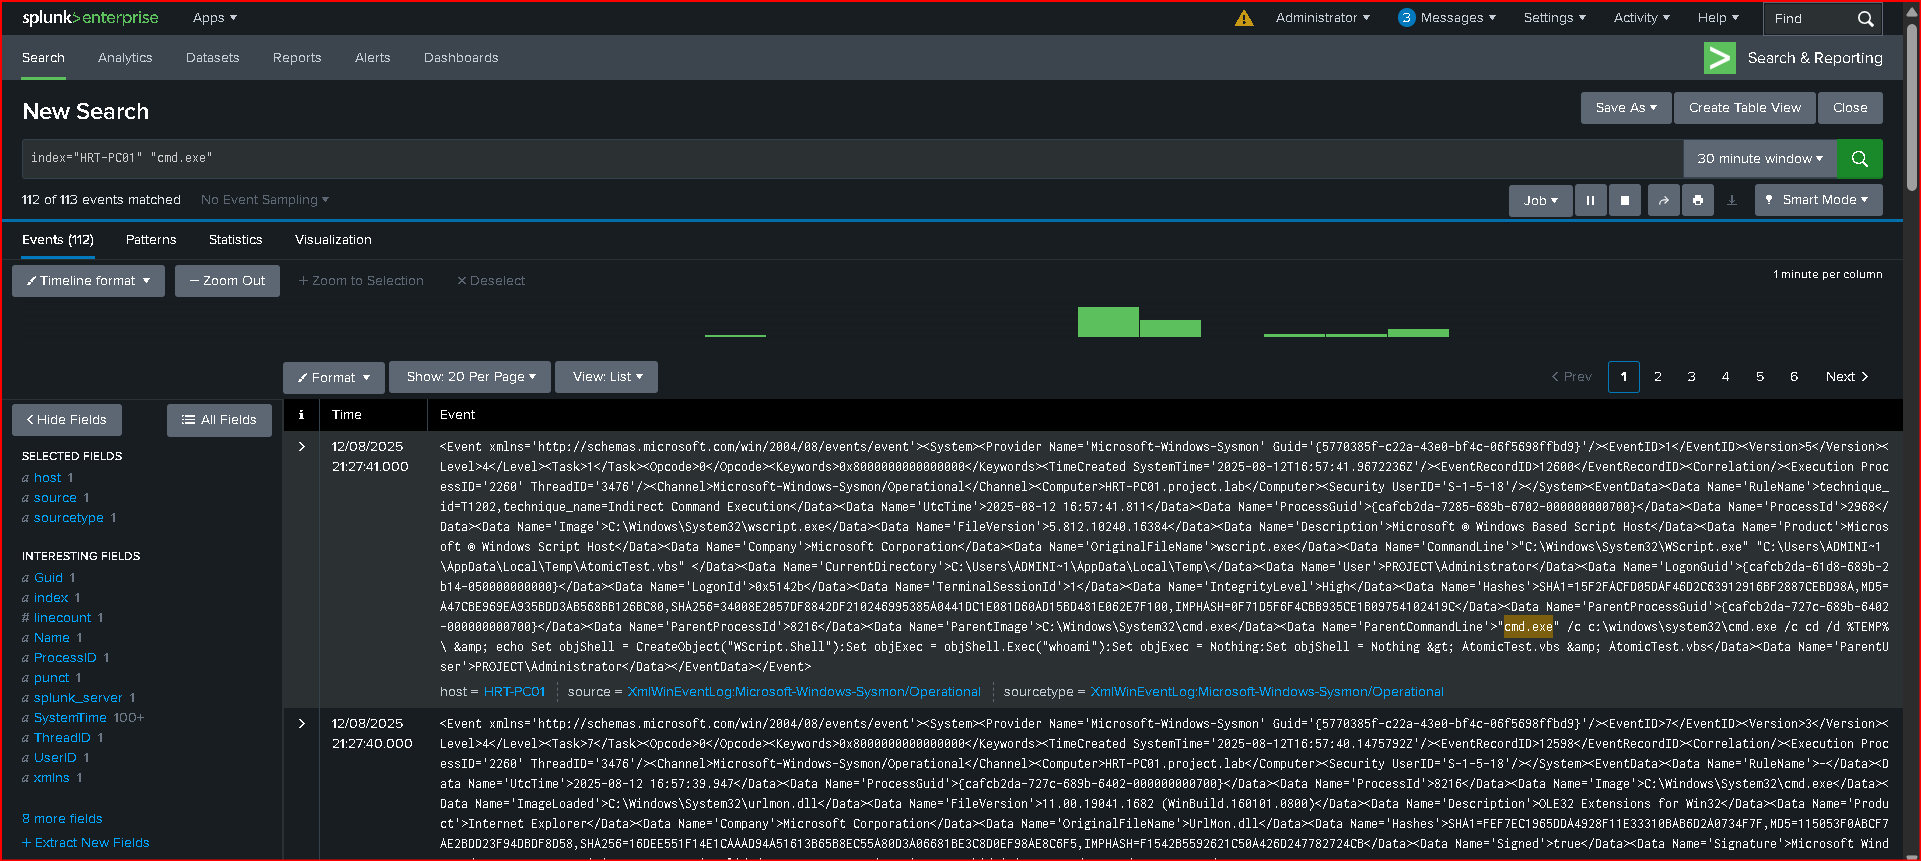 splunk>enterprise Apps ▾ Administrator ▾ 3 Messages ▾ Settings ▾ Activity ▾ Help ▾ Find
Search Analytics Datasets Reports Alerts Dashboards Search & Reporting
New Search
Save As ▾ Create Table View Close
index="HRT-PC01" "cmd.exe"
30 minute window ▾
112 of 113 events matched No Event Sampling ▾ Job ▾ Smart Mode ▾
Events (112) Patterns Statistics Visualization
Timeline format ▾ — Zoom Out + Zoom to Selection × Deselect
1 minute per column
Format ▾ Show: 20 Per Page ▾ View: List ▾ < Prev 1 2 3 4 5 6 Next >
< Hide Fields All Fields
SELECTED FIELDS
a host 1
a source 1
a sourcetype 1
INTERESTING FIELDS
a Guid 1
a index 1
# linecount 1
a Name 1
a ProcessID 1
a punct 1
a splunk_server 1
a SystemTime 100+
a ThreadID 1
a UserID 1
a xmlns 1
8 more fields
+ Extract New Fields
i Time Event
> 12/08/2025
21:27:41.000
<Event xmlns='http://schemas.microsoft.com/win/2004/08/events/event'><System><Provider Name='Microsoft-Windows-Sysmon' Guid='{5770385f-c22a-43e0-bf4c-06f5698ffbd9}'/><EventID>1</EventID><Version>5</Version><
Level>4</Level><Task>1</Task><Opcode>0</Opcode><Keywords>0x8000000000000000</Keywords><TimeCreated SystemTime='2025-08-12T16:57:41.9672236Z'/><EventRecordID>12600</EventRecordID><Correlation/><Execution Proc
essID='2260' ThreadID='3476'/><Channel>Microsoft-Windows-Sysmon/Operational</Channel><Computer>HRT-PC01.project.lab</Computer><Security UserID='S-1-5-18'/></System><EventData><Data Name='RuleName'>technique_
id=T1202,technique_name=Indirect Command Execution</Data><Data Name='UtcTime'>2025-08-12 16:57:41.811</Data><Data Name='ProcessGuid'>{cafcb2da-7285-689b-6702-000000000700}</Data><Data Name='ProcessId'>2968</
Data><Data Name='Image'>C:\Windows\System32\wscript.exe</Data><Data Name='FileVersion'>5.812.10240.16384</Data><Data Name='Description'>Microsoft ® Windows Based Script Host</Data><Data Name='Product'>Micros
oft ® Windows Script Host</Data><Data Name='Company'>Microsoft Corporation</Data><Data Name='OriginalFileName'>wscript.exe</Data><Data Name='CommandLine'>"C:\Windows\System32\WScript.exe" "C:\Users\ADMINI~1
\AppData\Local\Temp\AtomicTest.vbs" </Data><Data Name='CurrentDirectory'>C:\Users\ADMINI~1\AppData\Local\Temp\</Data><Data Name='User'>PROJECT\Administrator</Data><Data Name='LogonGuid'>{cafcb2da-61d8-689b-2
b14-050000000000}</Data><Data Name='LogonId'>0x5142b</Data><Data Name='TerminalSessionId'>1</Data><Data Name='IntegrityLevel'>High</Data><Data Name='Hashes'>SHA1=15F2FACFD05DAF46D2C63912916BF2887CEBD98A,MD5=
A47CBE969EA935BDD3AB568BB126BC80,SHA256=34008E2057DF8842DF210246995385A0441DC1E081D60AD15BD481E062E7F100,IMPHASH=0F71D5F6F4CBB935CE1B09754102419C</Data><Data Name='ParentProcessGuid'>{cafcb2da-727c-689b-6402
-000000000700}</Data><Data Name='ParentProcessId'>8216</Data><Data Name='ParentImage'>C:\Windows\System32\cmd.exe</Data><Data Name='ParentCommandLine'>"cmd.exe" /c c:\windows\system32\cmd.exe /c cd /d %TEMP%
\ &amp; echo Set objShell = CreateObject("WScript.Shell"):Set objExec = objShell.Exec("whoami"):Set objExec = Nothing:Set objShell = Nothing &gt; AtomicTest.vbs &amp; AtomicTest.vbs</Data><Data Name='ParentU
ser'>PROJECT\Administrator</Data></EventData></Event>
host = HRT-PC01 source = XmlWinEventLog:Microsoft-Windows-Sysmon/Operational sourcetype = XmlWinEventLog:Microsoft-Windows-Sysmon/Operational
> 12/08/2025
21:27:40.000
<Event xmlns='http://schemas.microsoft.com/win/2004/08/events/event'><System><Provider Name='Microsoft-Windows-Sysmon' Guid='{5770385f-c22a-43e0-bf4c-06f5698ffbd9}'/><EventID>7</EventID><Version>3</Version><
Level>4</Level><Task>7</Task><Opcode>0</Opcode><Keywords>0x8000000000000000</Keywords><TimeCreated SystemTime='2025-08-12T16:57:40.1475792Z'/><EventRecordID>12598</EventRecordID><Correlation/><Execution Proc
essID='2260' ThreadID='3476'/><Channel>Microsoft-Windows-Sysmon/Operational</Channel><Computer>HRT-PC01.project.lab</Computer><Security UserID='S-1-5-18'/></System><EventData><Data Name='RuleName'>-</Data><D
ata Name='UtcTime'>2025-08-12 16:57:39.947</Data><Data Name='ProcessGuid'>{cafcb2da-727c-689b-6402-000000000700}</Data><Data Name='ProcessId'>8216</Data><Data Name='Image'>C:\Windows\System32\cmd.exe</Data><
Data Name='ImageLoaded'>C:\Windows\System32\urlmon.dll</Data><Data Name='FileVersion'>11.00.19041.1682 (WinBuild.160101.0800)</Data><Data Name='Description'>OLE32 Extensions for Win32</Data><Data Name='Produ
ct'>Internet Explorer</Data><Data Name='Company'>Microsoft Corporation</Data><Data Name='OriginalFileName'>UrlMon.dll</Data><Data Name='Hashes'>SHA1=FEF7EC1965DDA4928F11E33310BAB6D2A0734F7F,MD5=115053F0ABCF7
AE2BDD23F94DBDF8D58,SHA256=16DEE551F14E1CAAAD94A51613B65B8EC55A80D3A06681BE3C8D0EF98AE8C6F5,IMPHASH=F1542B5592621C50A426D247782724CB</Data><Data Name='Signed'>true</Data><Data Name='Signature'>Microsoft Wind